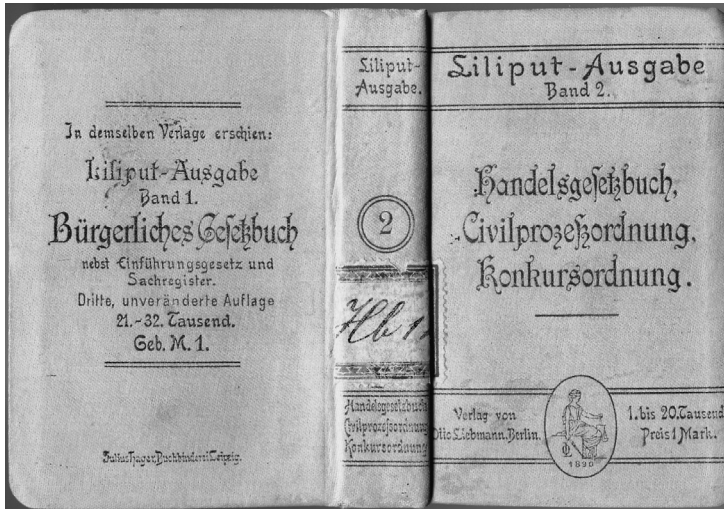 In demselben Verlage erschien:
Liliput-Ausgabe
Band 1.
Bürgerliches Gesetzbuch
nebst Einführungsgesetz und
Sachregister.
Dritte, unveränderte Auflage
21.-32. Tausend.
Geb. M. 1.
Julius Hager, Buchbinderei Leipzig.
Liliput-
Ausgabe.
2
Hb
Handelsgesetzbuch
Civilprozeßordnung
Konkursordnung
Liliput-Ausgabe
Band 2.
Handelsgesetzbuch,
Civilprozeßordnung,
Konkursordnung.
Verlag von
Otto Liebmann, Berlin.
1890
1. bis 20. Tausend
Preis 1 Mark.